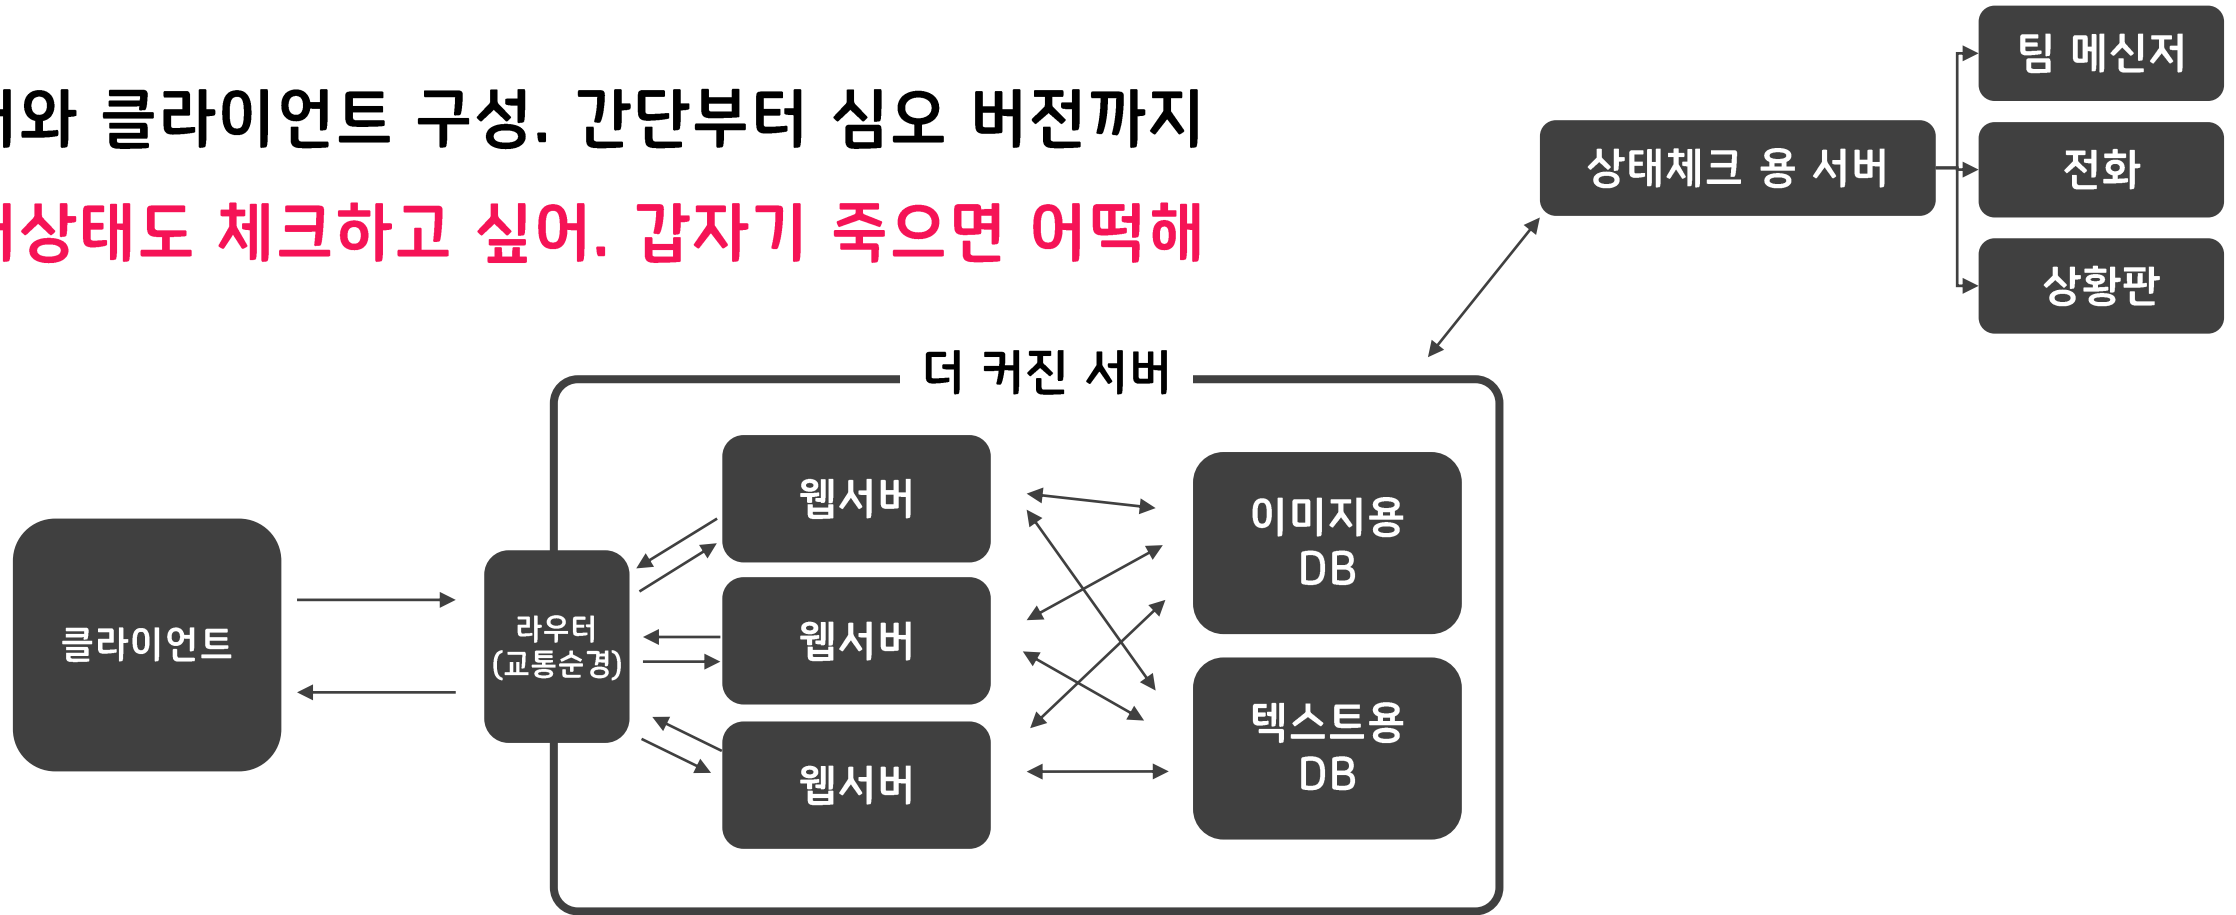 와 클라이언트 구성. 간단부터 심오 버전까지
상태도 체크하고 싶어. 갑자기 죽으면 어떡해
팀 메신저
상태체크 용 서버
전화
상황판
더 커진 서버
웹서버
이미지용
DB
클라이언트
라우터
(교통순경)
웹서버
텍스트용
DB
웹서버